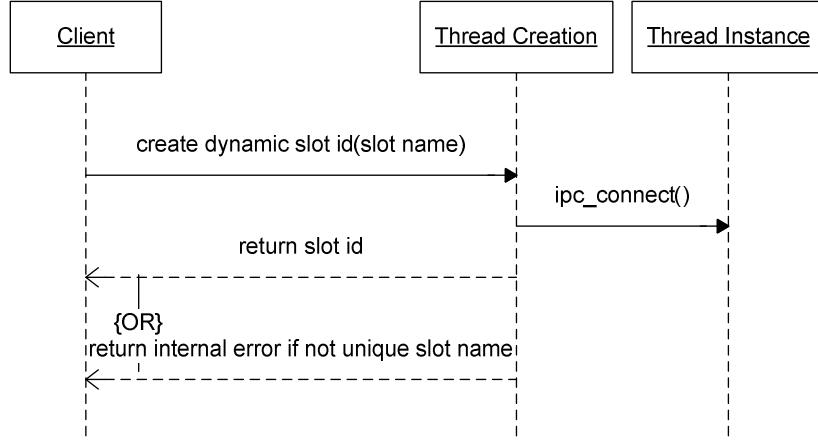 Client
Thread Creation
Thread Instance
create dynamic slot id(slot name)
ipc_connect()
return slot id
{OR}
return internal error if not unique slot name